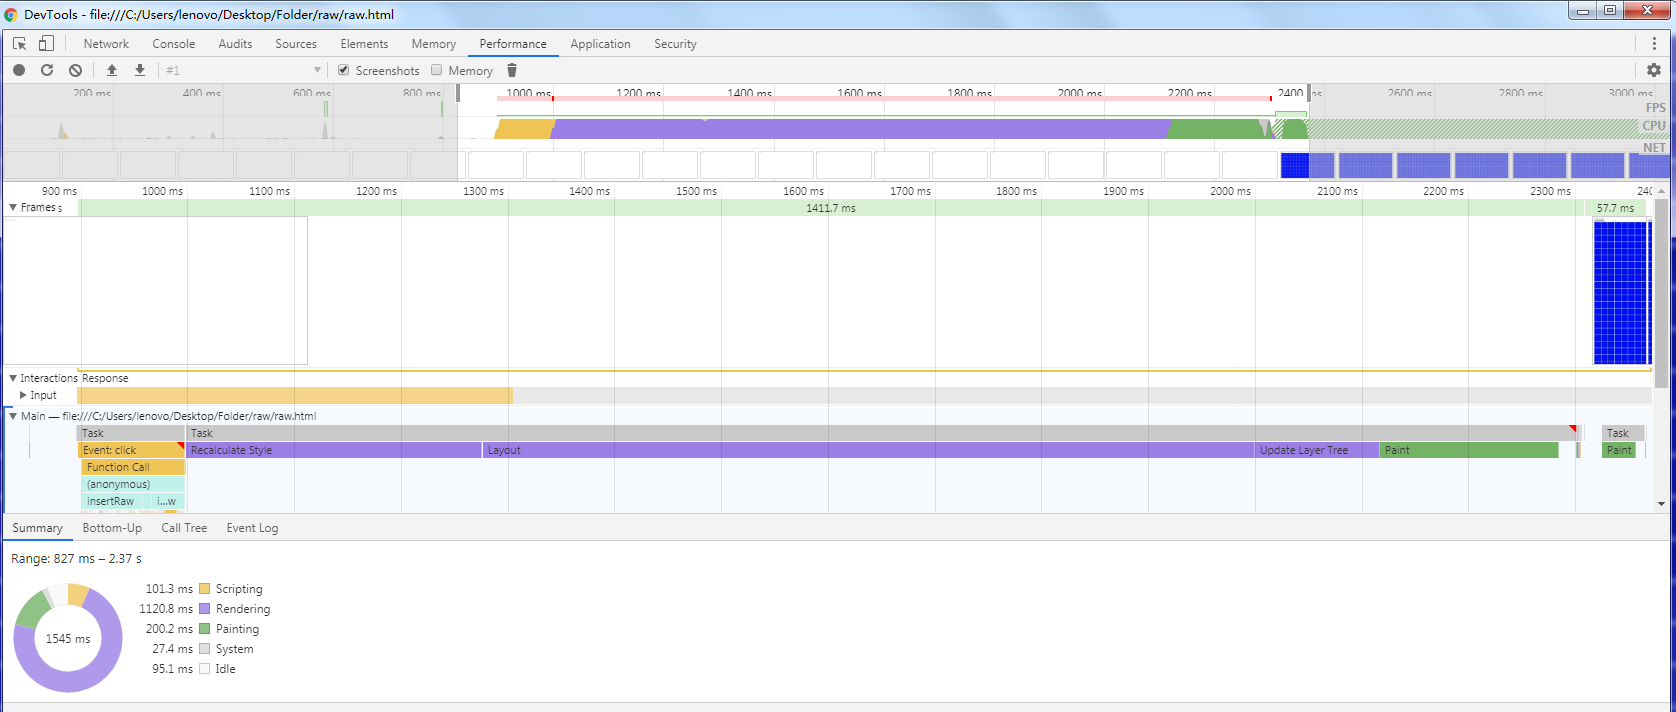 DevTools - file:///C:/Users/lenovo/Desktop/Folder/raw/raw.html
Network Console Audits Sources Elements Memory Performance Application Security
#1 Screenshots Memory
200 ms 400 ms 600 ms 800 ms 1000 ms 1200 ms 1400 ms 1600 ms 1800 ms 2000 ms 2200 ms 2400 ms 2600 ms 2800 ms 3000 ms
FPS
CPU
NET
900 ms 1000 ms 1100 ms 1200 ms 1300 ms 1400 ms 1500 ms 1600 ms 1700 ms 1800 ms 1900 ms 2000 ms 2100 ms 2200 ms 2300 ms 240
Frames s 1411.7 ms 57.7 ms
Interactions Response
Input
Main — file:///C:/Users/lenovo/Desktop/Folder/raw/raw.html
Task Task Task
Event: click Recalculate Style Layout Update Layer Tree Paint Paint
Function Call
(anonymous)
insertRaw i...w
Summary Bottom-Up Call Tree Event Log
Range: 827 ms – 2.37 s
101.3 ms Scripting
1120.8 ms Rendering
200.2 ms Painting
1545 ms
27.4 ms System
95.1 ms Idle